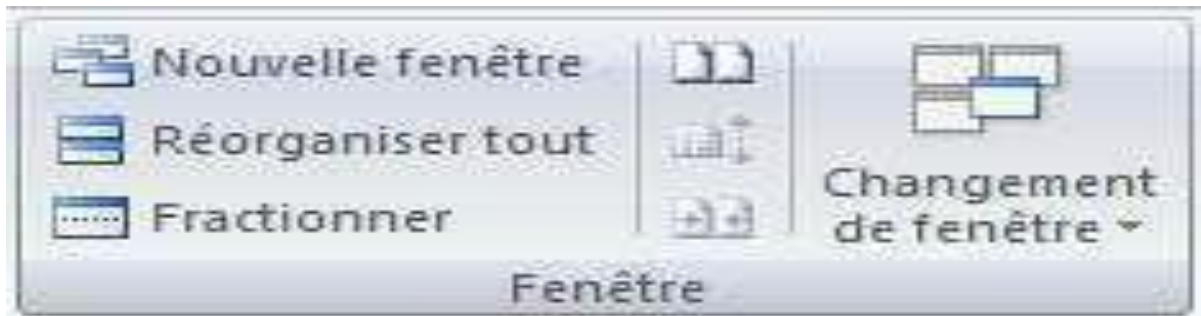 Nouvelle fenêtre
Réorganiser tout
Fractionner
Changement
de fenêtre
Fenêtre